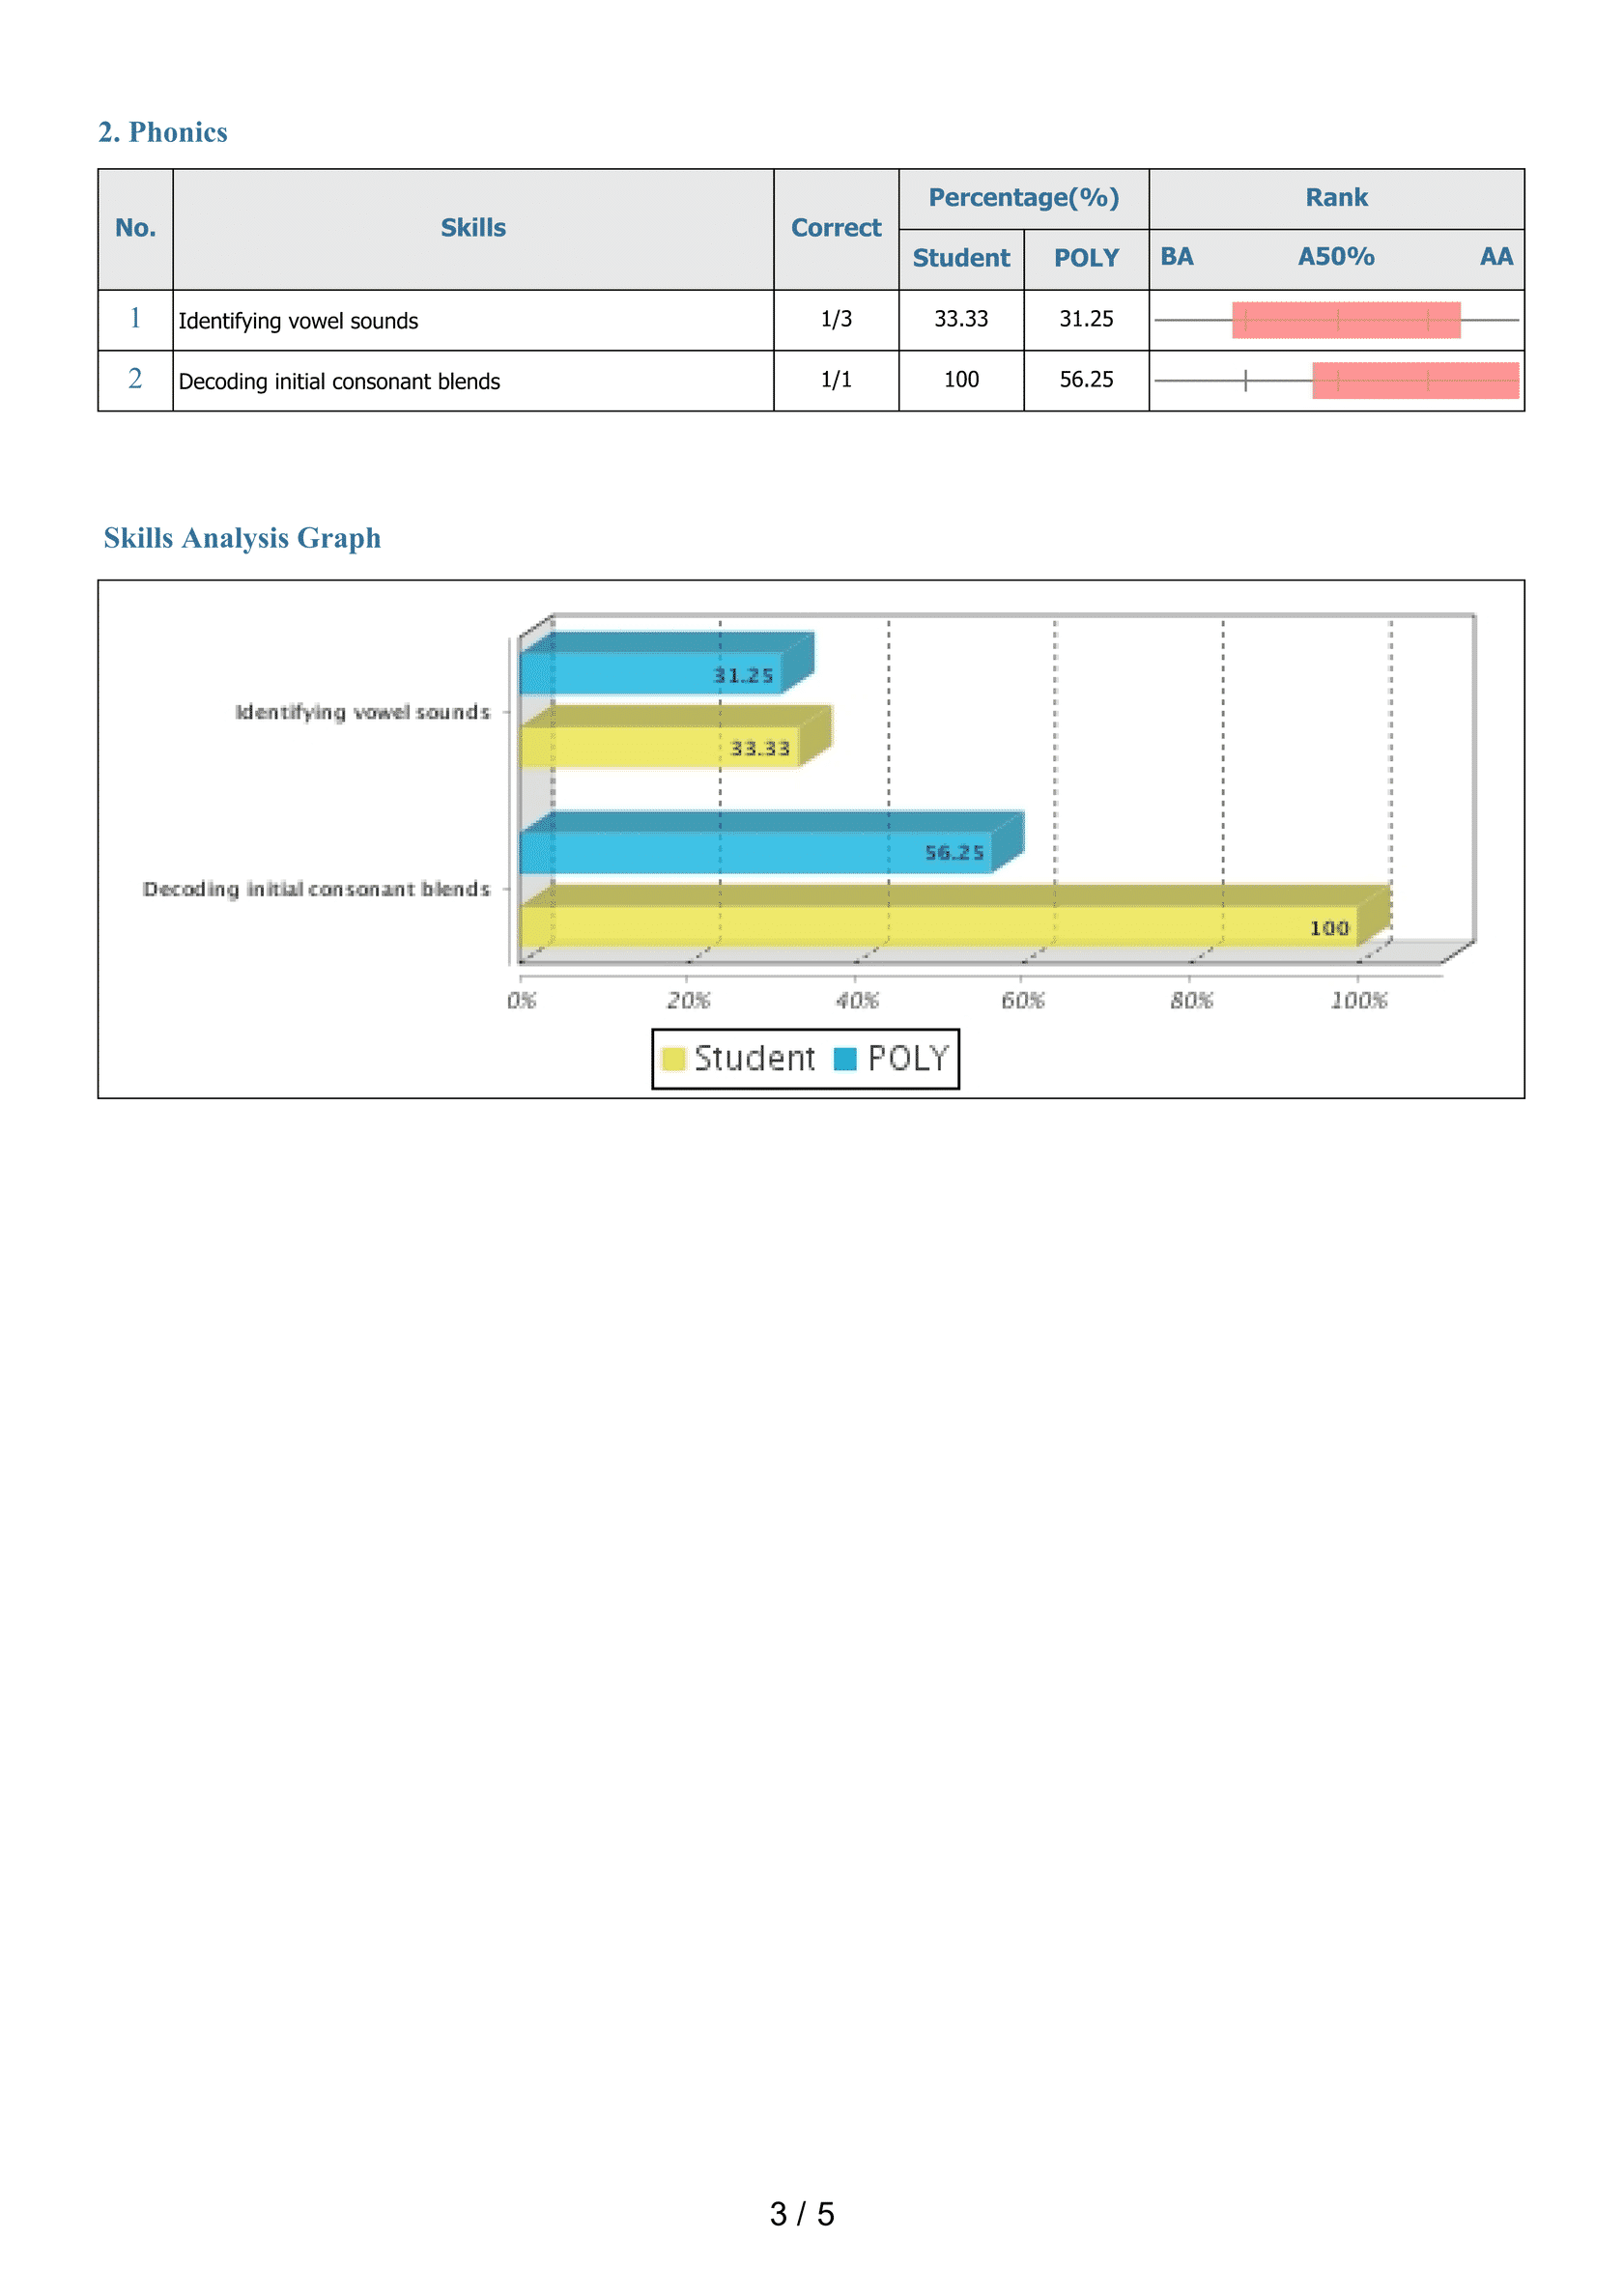 2. Phonics
No. Skills Correct Percentage(%) Rank
Student POLY BA A50% AA
1 Identifying vowel sounds 1/3 33.33 31.25
2 Decoding initial consonant blends 1/1 100 56.25
Skills Analysis Graph
31.25
Identifying vowel sounds
33.33
56.25
Decoding initial consonant blends
100
0% 20% 40% 60% 80% 100%
Student POLY
3 / 5